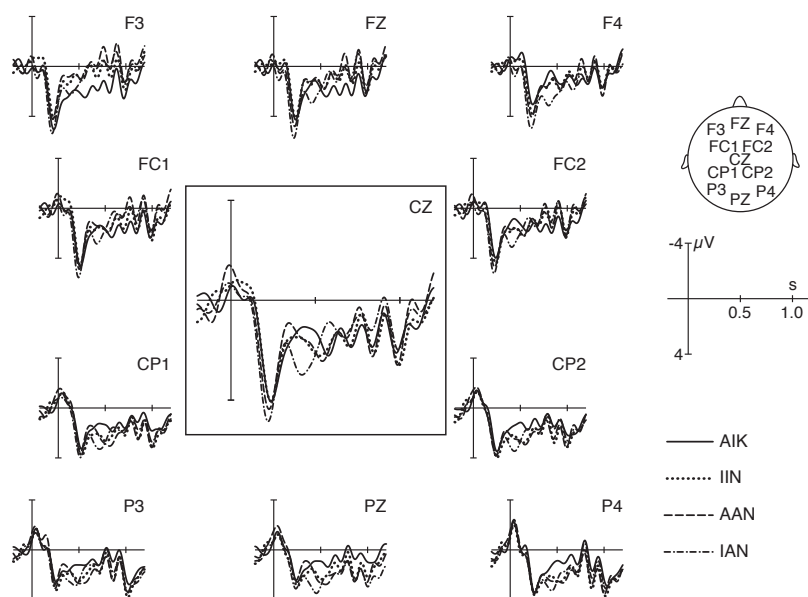 F3
FZ
F4
FC1
CZ
FC2
CP1
CP2
P3
PZ
P4
F3 FZ F4
FC1 FC2
CZ
CP1 CP2
P3 PZ P4
-4 µV
s
0.5 1.0
4
AIK
IIN
AAN
IAN